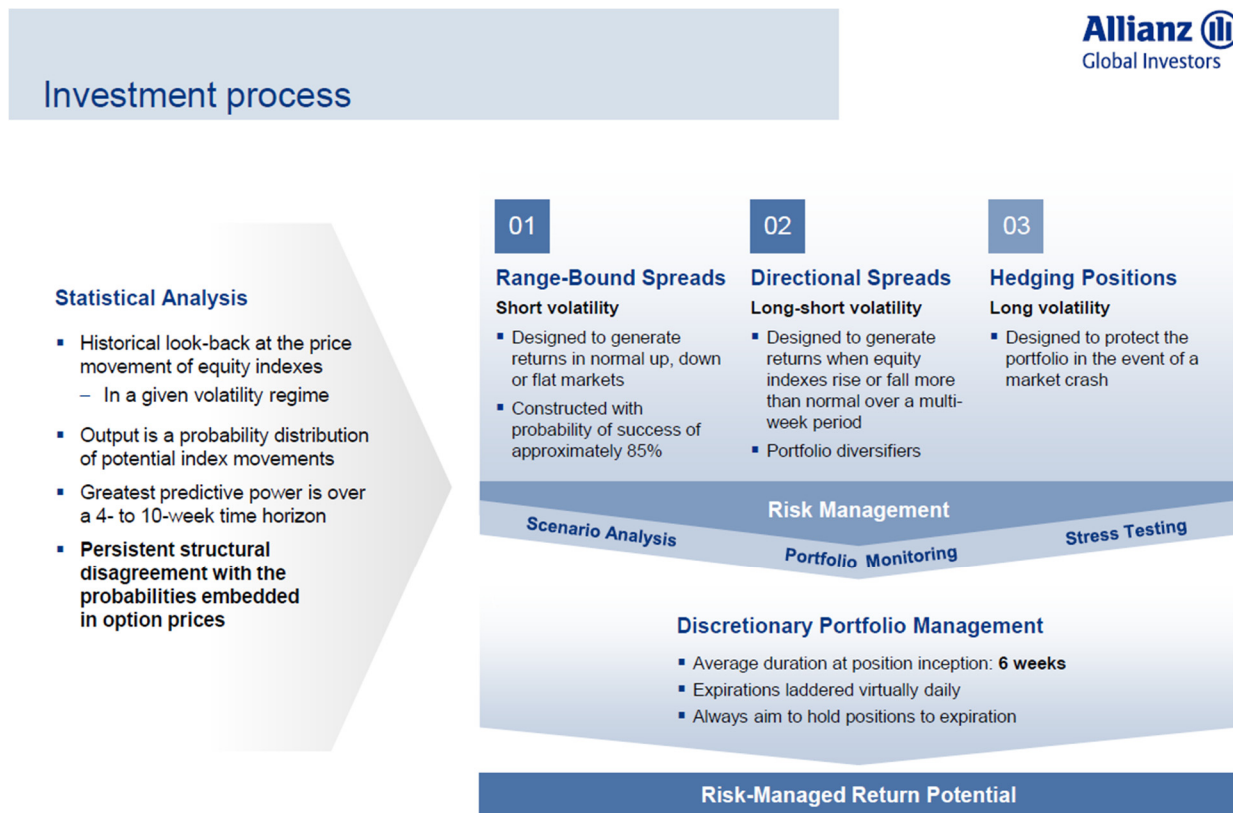 Allianz
Global Investors
Investment process
Statistical Analysis
▪ Historical look-back at the price
movement of equity indexes
– In a given volatility regime
▪ Output is a probability distribution
of potential index movements
▪ Greatest predictive power is over
a 4- to 10-week time horizon
▪ Persistent structural
disagreement with the
probabilities embedded
in option prices
01
Range-Bound Spreads
Short volatility
▪ Designed to generate
returns in normal up, down
or flat markets
▪ Constructed with
probability of success of
approximately 85%
02
Directional Spreads
Long-short volatility
▪ Designed to generate
returns when equity
indexes rise or fall more
than normal over a multi-
week period
▪ Portfolio diversifiers
03
Hedging Positions
Long volatility
▪ Designed to protect the
portfolio in the event of a
market crash
Risk Management
Scenario Analysis
Portfolio Monitoring
Stress Testing
Discretionary Portfolio Management
▪ Average duration at position inception: 6 weeks
▪ Expirations laddered virtually daily
▪ Always aim to hold positions to expiration
Risk-Managed Return Potential